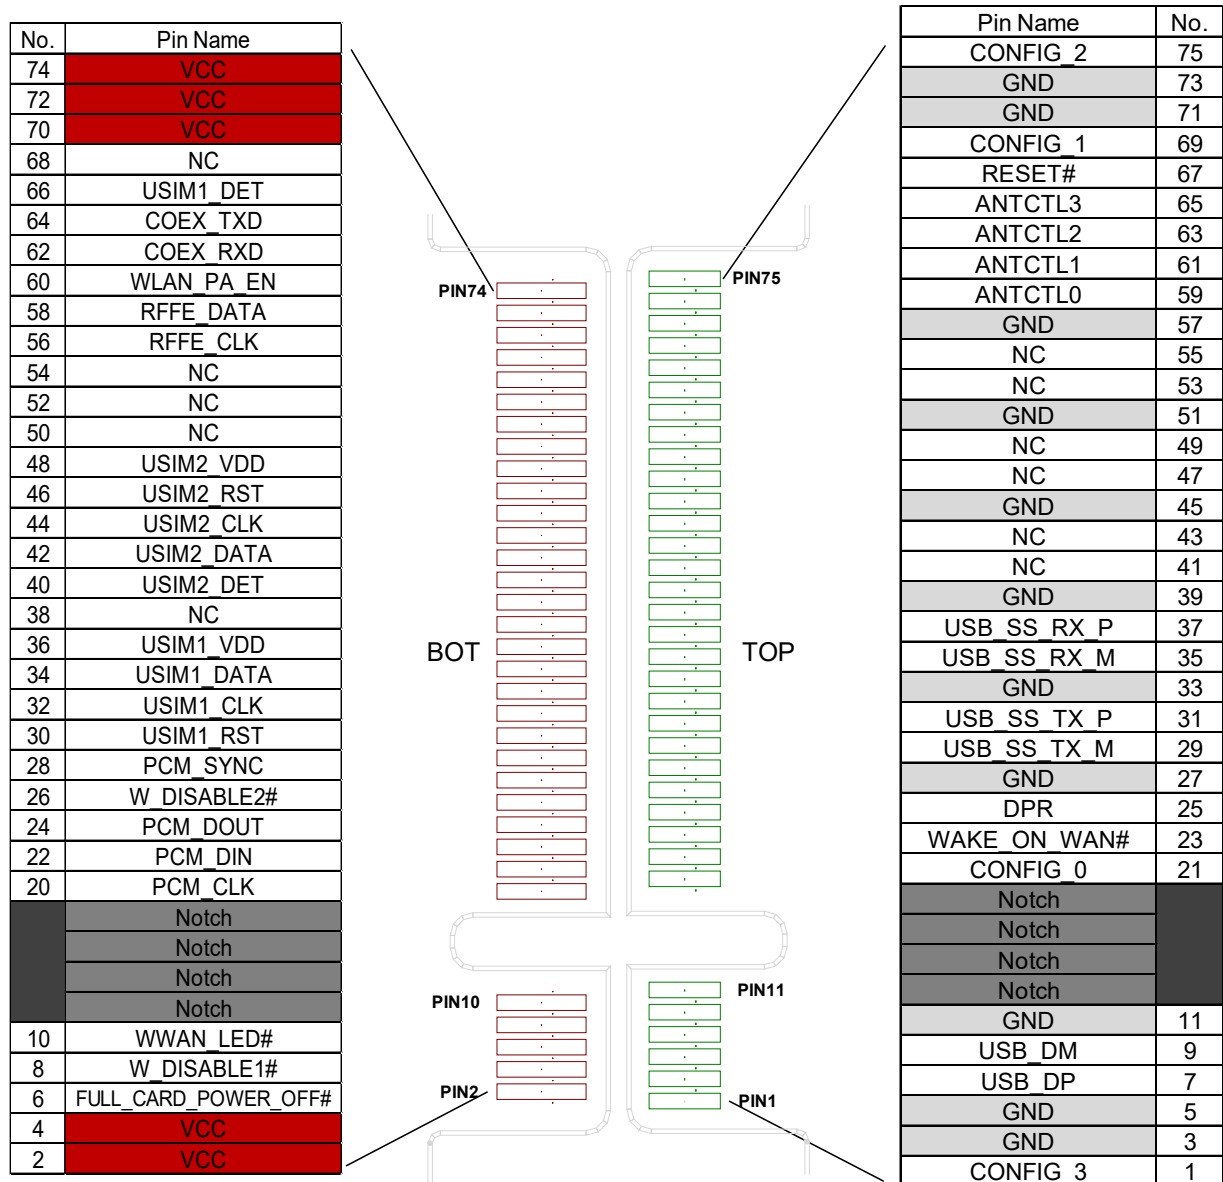 No. Pin Name
74 VCC
72 VCC
70 VCC
68 NC
66 USIM1_DET
64 COEX_TXD
62 COEX_RXD
60 WLAN_PA_EN
58 RFFE_DATA
56 RFFE_CLK
54 NC
52 NC
50 NC
48 USIM2_VDD
46 USIM2_RST
44 USIM2_CLK
42 USIM2_DATA
40 USIM2_DET
38 NC
36 USIM1_VDD
34 USIM1_DATA
32 USIM1_CLK
30 USIM1_RST
28 PCM_SYNC
26 W_DISABLE2#
24 PCM_DOUT
22 PCM_DIN
20 PCM_CLK
Notch
Notch
Notch
Notch
10 WWAN_LED#
8 W_DISABLE1#
6 FULL_CARD_POWER_OFF#
4 VCC
2 VCC
PIN74
PIN75
BOT
TOP
PIN10
PIN11
PIN2
PIN1
Pin Name No.
CONFIG_2 75
GND 73
GND 71
CONFIG_1 69
RESET# 67
ANTCTL3 65
ANTCTL2 63
ANTCTL1 61
ANTCTL0 59
GND 57
NC 55
NC 53
GND 51
NC 49
NC 47
GND 45
NC 43
NC 41
GND 39
USB_SS_RX_P 37
USB_SS_RX_M 35
GND 33
USB_SS_TX_P 31
USB_SS_TX_M 29
GND 27
DPR 25
WAKE_ON_WAN# 23
CONFIG_0 21
Notch
Notch
Notch
Notch
GND 11
USB_DM 9
USB_DP 7
GND 5
GND 3
CONFIG_3 1